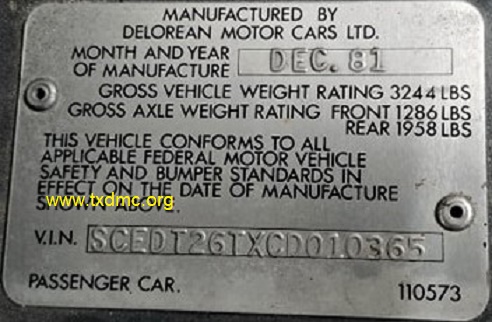 MANUFACTURED BY
DELOREAN MOTOR CARS LTD.
MONTH AND YEAR
OF MANUFACTURE DEC. 81
GROSS VEHICLE WEIGHT RATING 3244 LBS
GROSS AXLE WEIGHT RATING FRONT 1286 LBS
REAR 1958 LBS
THIS VEHICLE CONFORMS TO ALL
APPLICABLE FEDERAL MOTOR VEHICLE
SAFETY AND BUMPER STANDARDS IN
EFFECT ON THE DATE OF MANUFACTURE
www.txdmc.org
SHOWN ABOVE.
V.I.N. SCEDT26TXCD010365
PASSENGER CAR. 110573